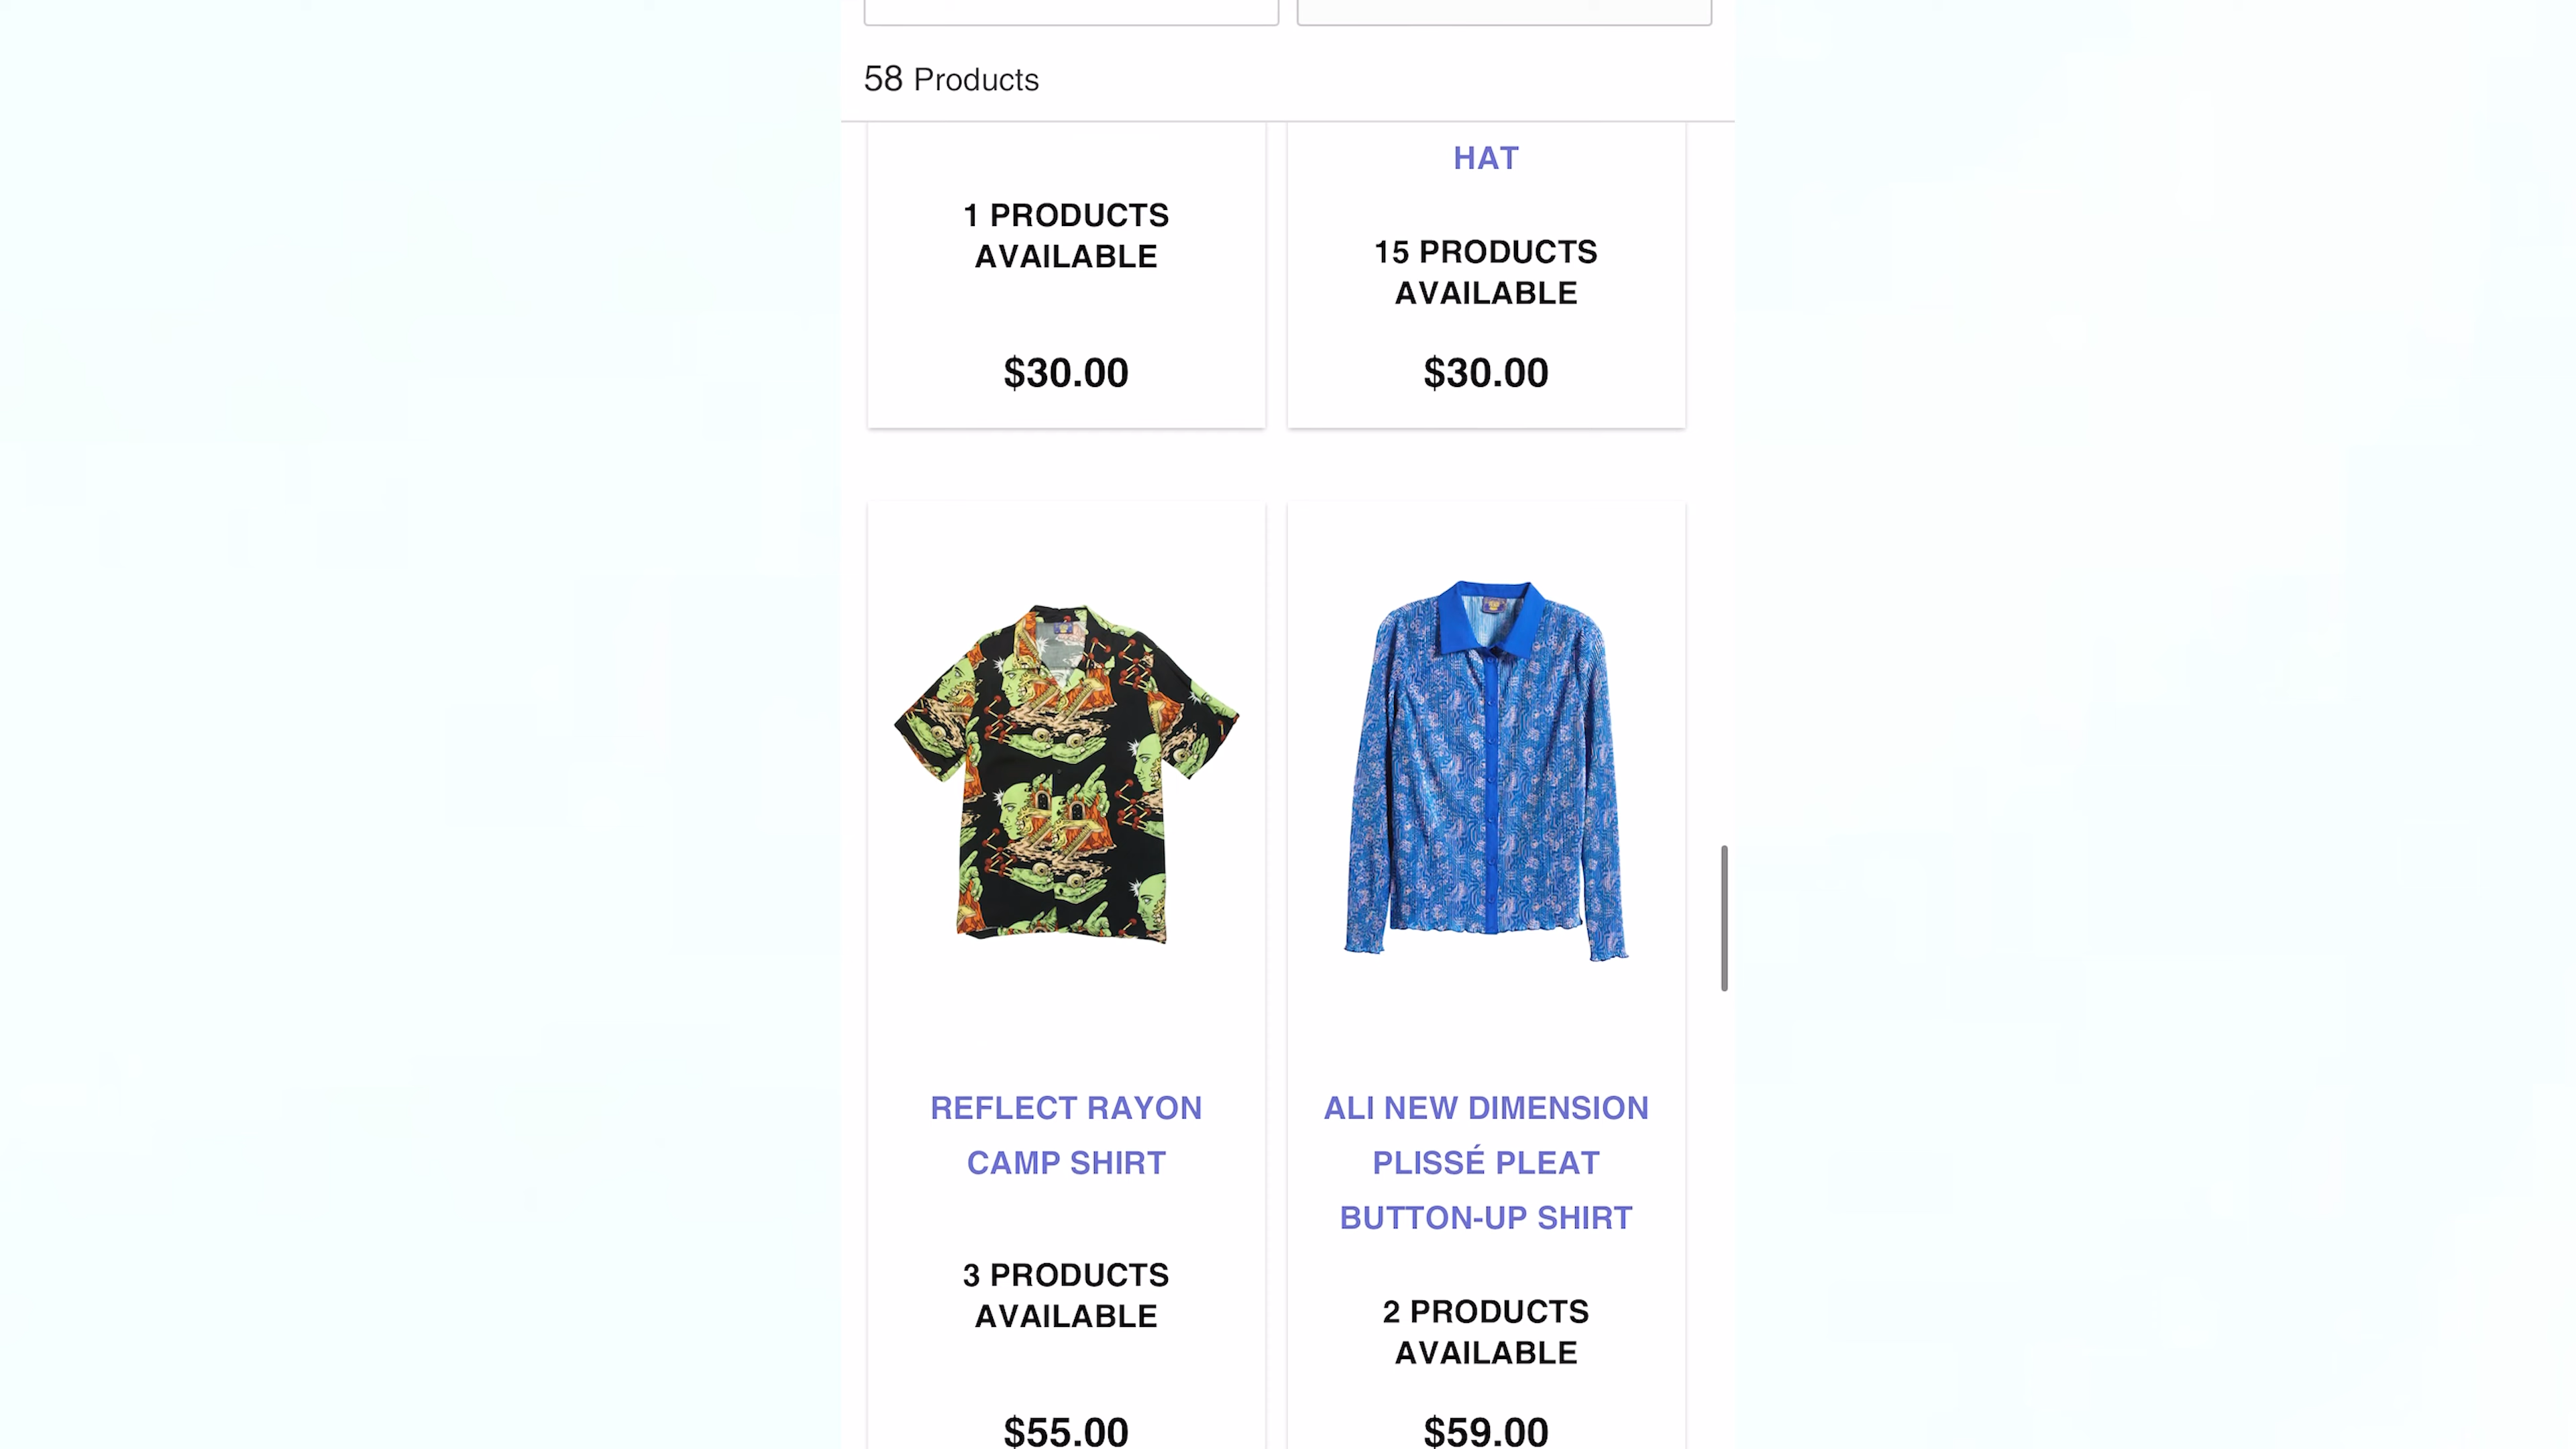 58 Products
1 PRODUCTS
AVAILABLE
$30.00
HAT
15 PRODUCTS
AVAILABLE
$30.00
REFLECT RAYON
CAMP SHIRT
3 PRODUCTS
AVAILABLE
$55.00
ALI NEW DIMENSION
PLISSÉ PLEAT
BUTTON-UP SHIRT
2 PRODUCTS
AVAILABLE
$59.00